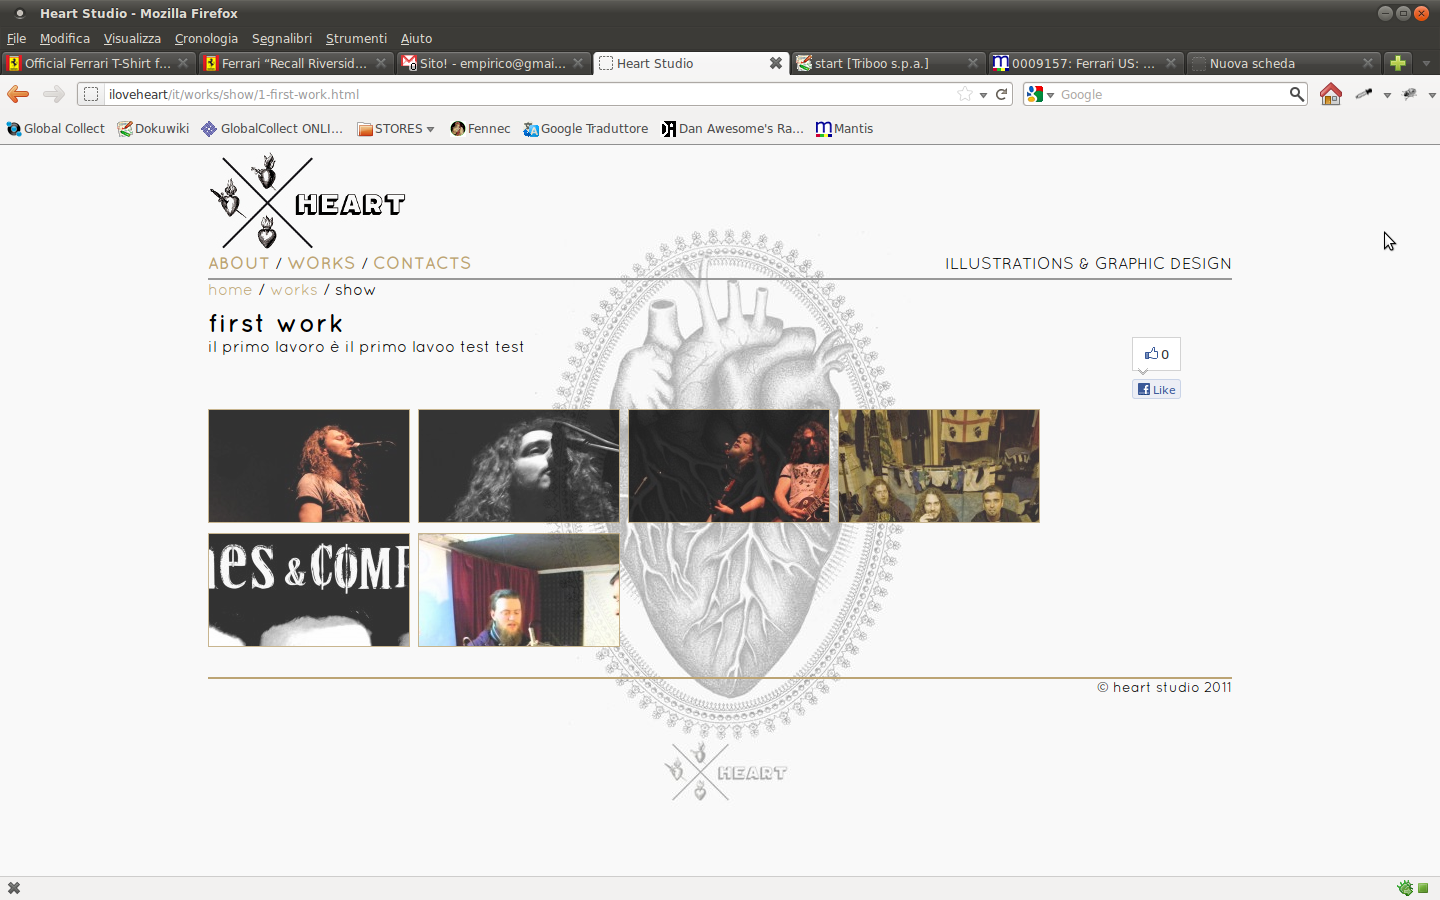 Heart Studio - Mozilla Firefox
File Modifica Visualizza Cronologia Segnalibri Strumenti Aiuto
Official Ferrari T-Shirt f... Ferrari “Recall Riversid... Sito! - empirico@gmai... Heart Studio start [Triboo s.p.a.] 0009157: Ferrari US: ... Nuova scheda
iloveheart/it/works/show/1-first-work.html Google
Global Collect Dokuwiki GlobalCollect ONLI... STORES Fennec Google Traduttore Dan Awesome's Ra... Mantis
HEART
ABOUT / WORKS / CONTACTS ILLUSTRATIONS & GRAPHIC DESIGN
home / works / show
first work
il primo lavoro è il primo lavoo test test
0
Like
nes & COMP
© heart studio 2011
HEART